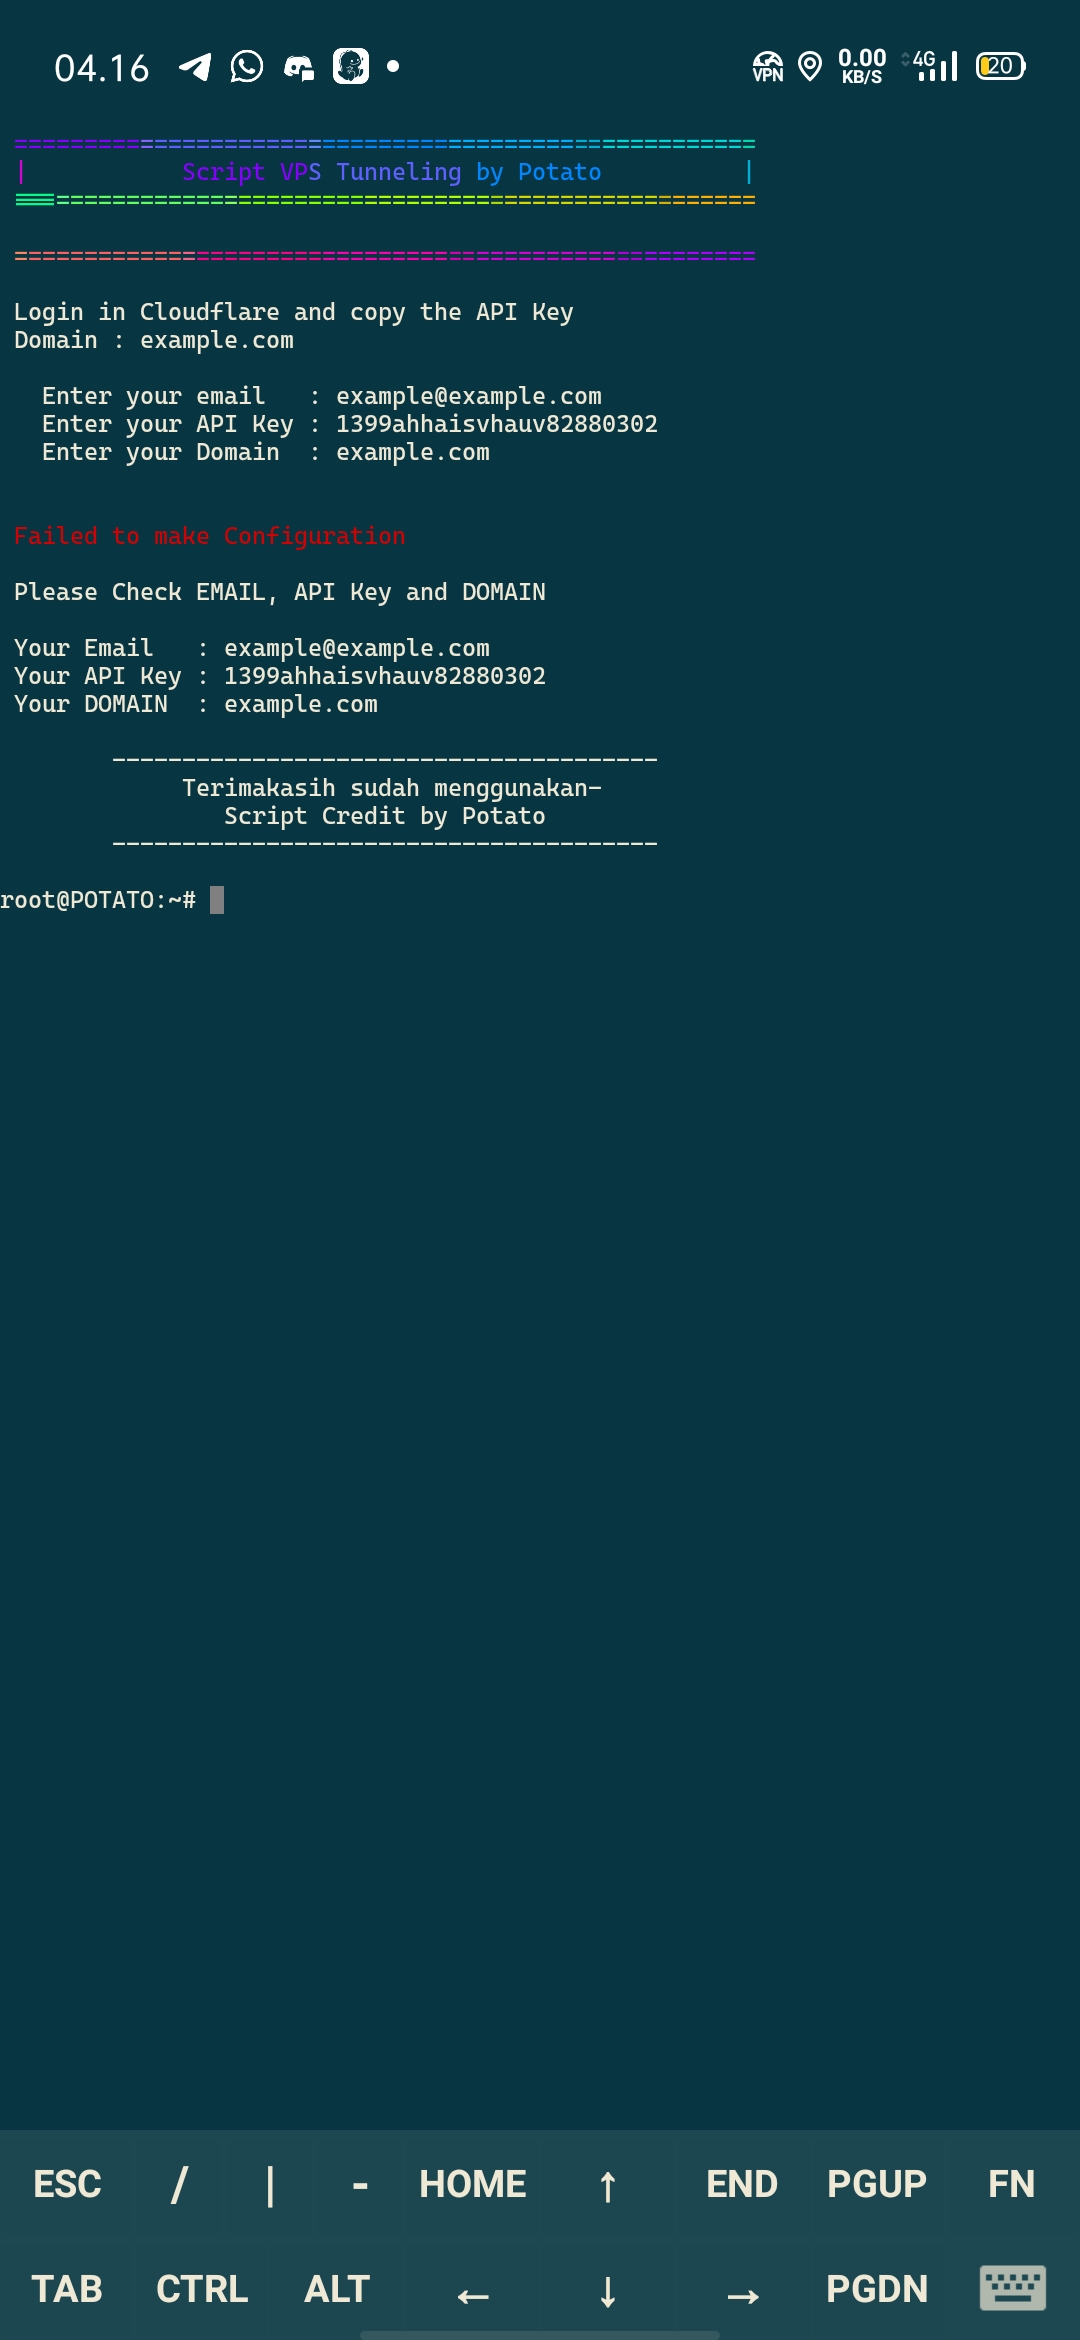 04.16 VPN 0.00 KB/S 4G 20
=====================================================
| Script VPS Tunneling by Potato |
=====================================================
=====================================================
Login in Cloudflare and copy the API Key
Domain : example.com
Enter your email : example@example.com
Enter your API Key : 1399ahhaisvhauv82880302
Enter your Domain : example.com
Failed to make Configuration
Please Check EMAIL, API Key and DOMAIN
Your Email : example@example.com
Your API Key : 1399ahhaisvhauv82880302
Your DOMAIN : example.com
---------------------------------------
Terimakasih sudah menggunakan-
Script Credit by Potato
---------------------------------------
root@POTATO:~#
ESC / | - HOME ↑ END PGUP FN
TAB CTRL ALT ← ↓ → PGDN